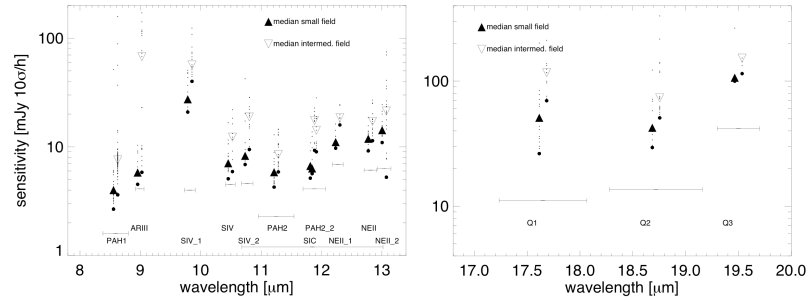 ▲ median small field
▽ median intermed. field
sensitivity [mJy 10σ/h]
100
10
1
ARIII SIV PAH2 PAH2_2 NEII
PAH1 SIV_1 SIV_2 SIC NEII_1 NEII_2
8 9 10 11 12 13
wavelength [μm]
▲ median small field
▽ median intermed. field
100
10
Q1 Q2 Q3
17.0 17.5 18.0 18.5 19.0 19.5 20.0
wavelength [μm]